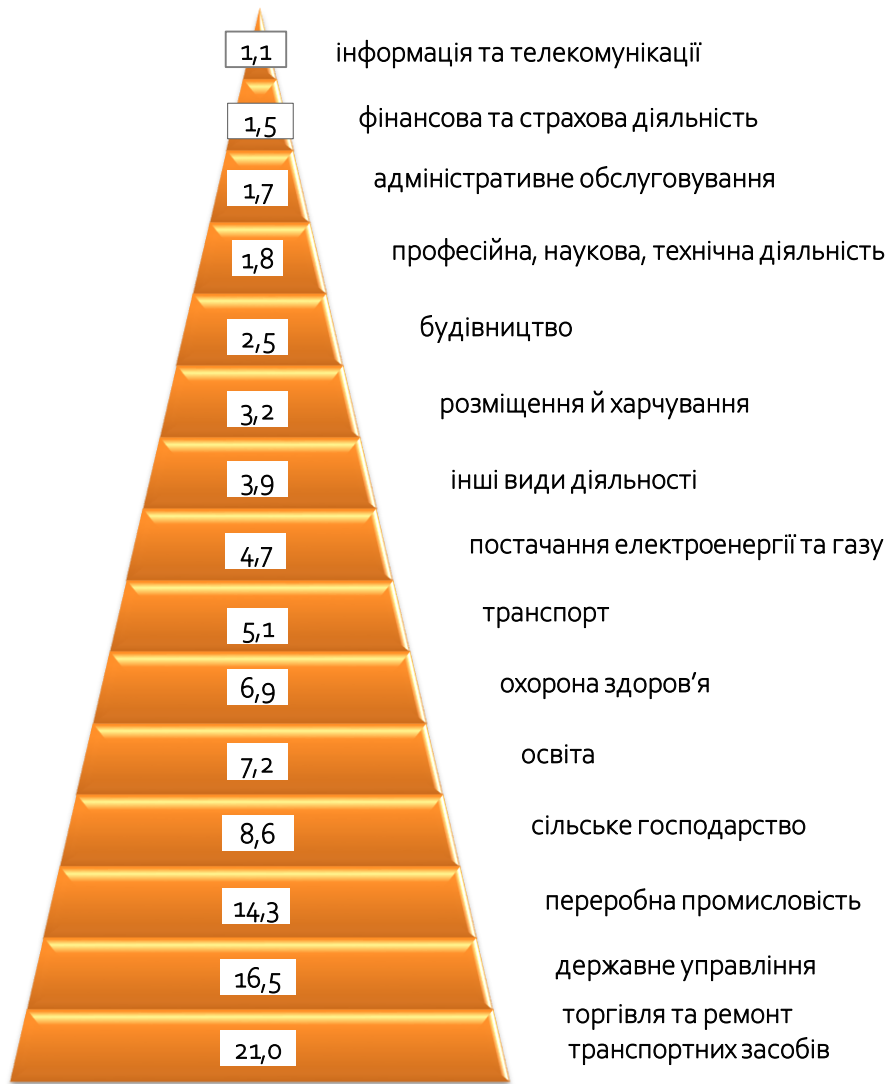 1,1 інформація та телекомунікації
1,5 фінансова та страхова діяльність
1,7 адміністративне обслуговування
1,8 професійна, наукова, технічна діяльність
2,5 будівництво
3,2 розміщення й харчування
3,9 інші види діяльності
4,7 постачання електроенергії та газу
5,1 транспорт
6,9 охорона здоров’я
7,2 освіта
8,6 сільське господарство
14,3 переробна промисловість
16,5 державне управління
торгівля та ремонт
21,0 транспортних засобів